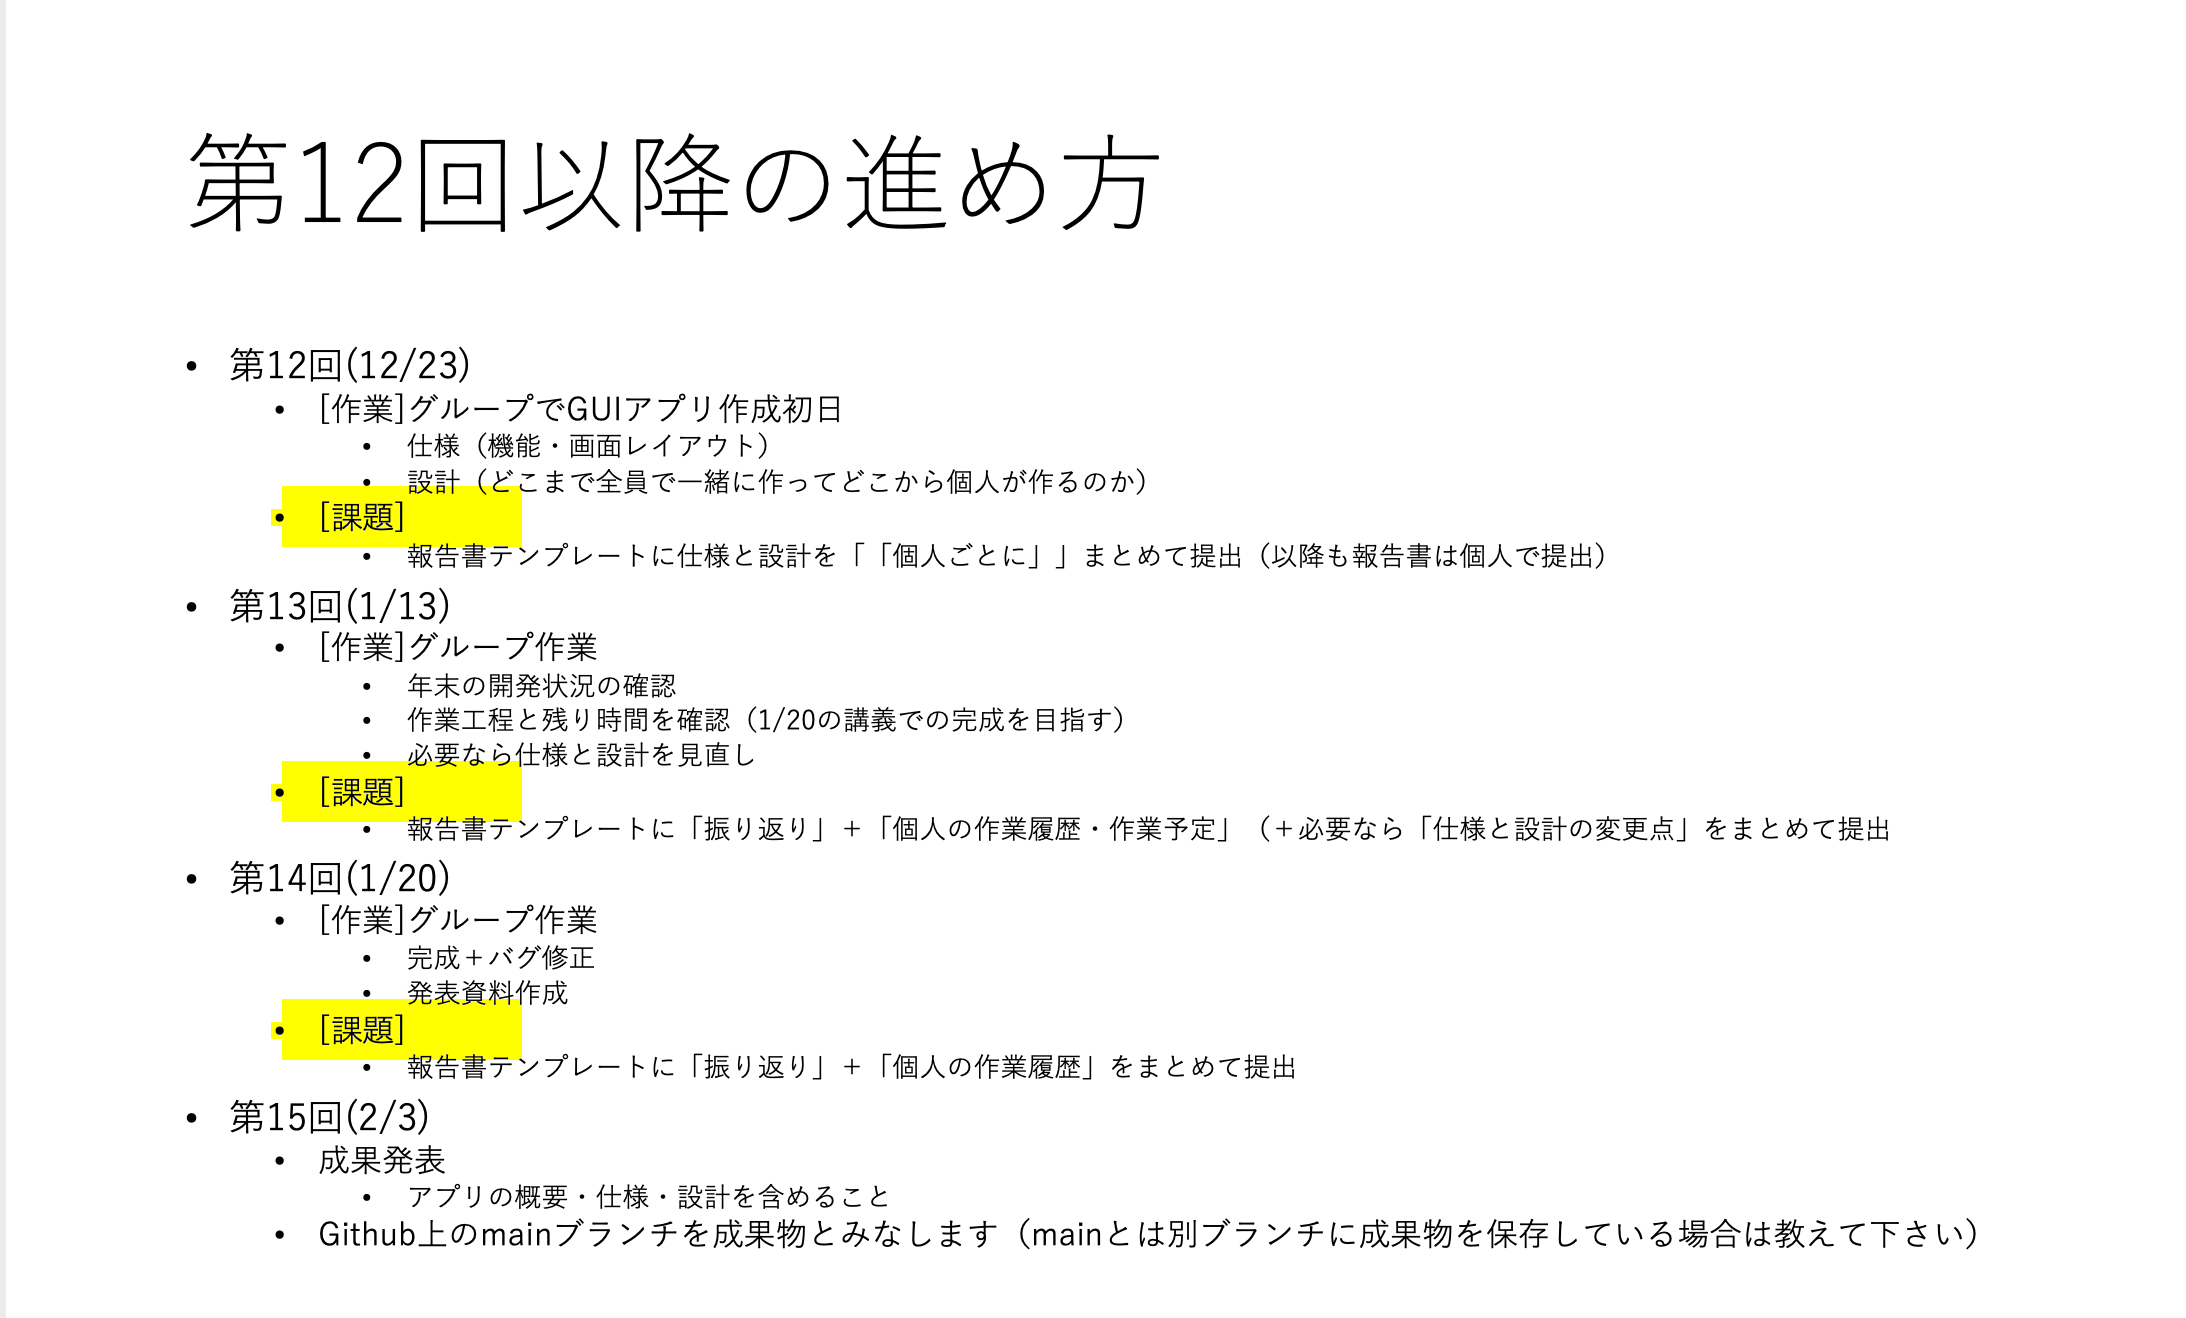 第12回以降の進め方
• 第12回(12/23)
• [作業]グループでGUIアプリ作成初日
• 仕様（機能・画面レイアウト）
• 設計（どこまで全員で一緒に作ってどこから個人が作るのか）
• [課題]
• 報告書テンプレートに仕様と設計を「「個人ごとに」」まとめて提出（以降も報告書は個人で提出）
• 第13回(1/13)
• [作業]グループ作業
• 年末の開発状況の確認
• 作業工程と残り時間を確認（1/20の講義での完成を目指す）
• 必要なら仕様と設計を見直し
• [課題]
• 報告書テンプレートに「振り返り」＋「個人の作業履歴・作業予定」（＋必要なら「仕様と設計の変更点」をまとめて提出
• 第14回(1/20)
• [作業]グループ作業
• 完成＋バグ修正
• 発表資料作成
• [課題]
• 報告書テンプレートに「振り返り」＋「個人の作業履歴」をまとめて提出
• 第15回(2/3)
• 成果発表
• アプリの概要・仕様・設計を含めること
• Github上のmainブランチを成果物とみなします（mainとは別ブランチに成果物を保存している場合は教えて下さい）